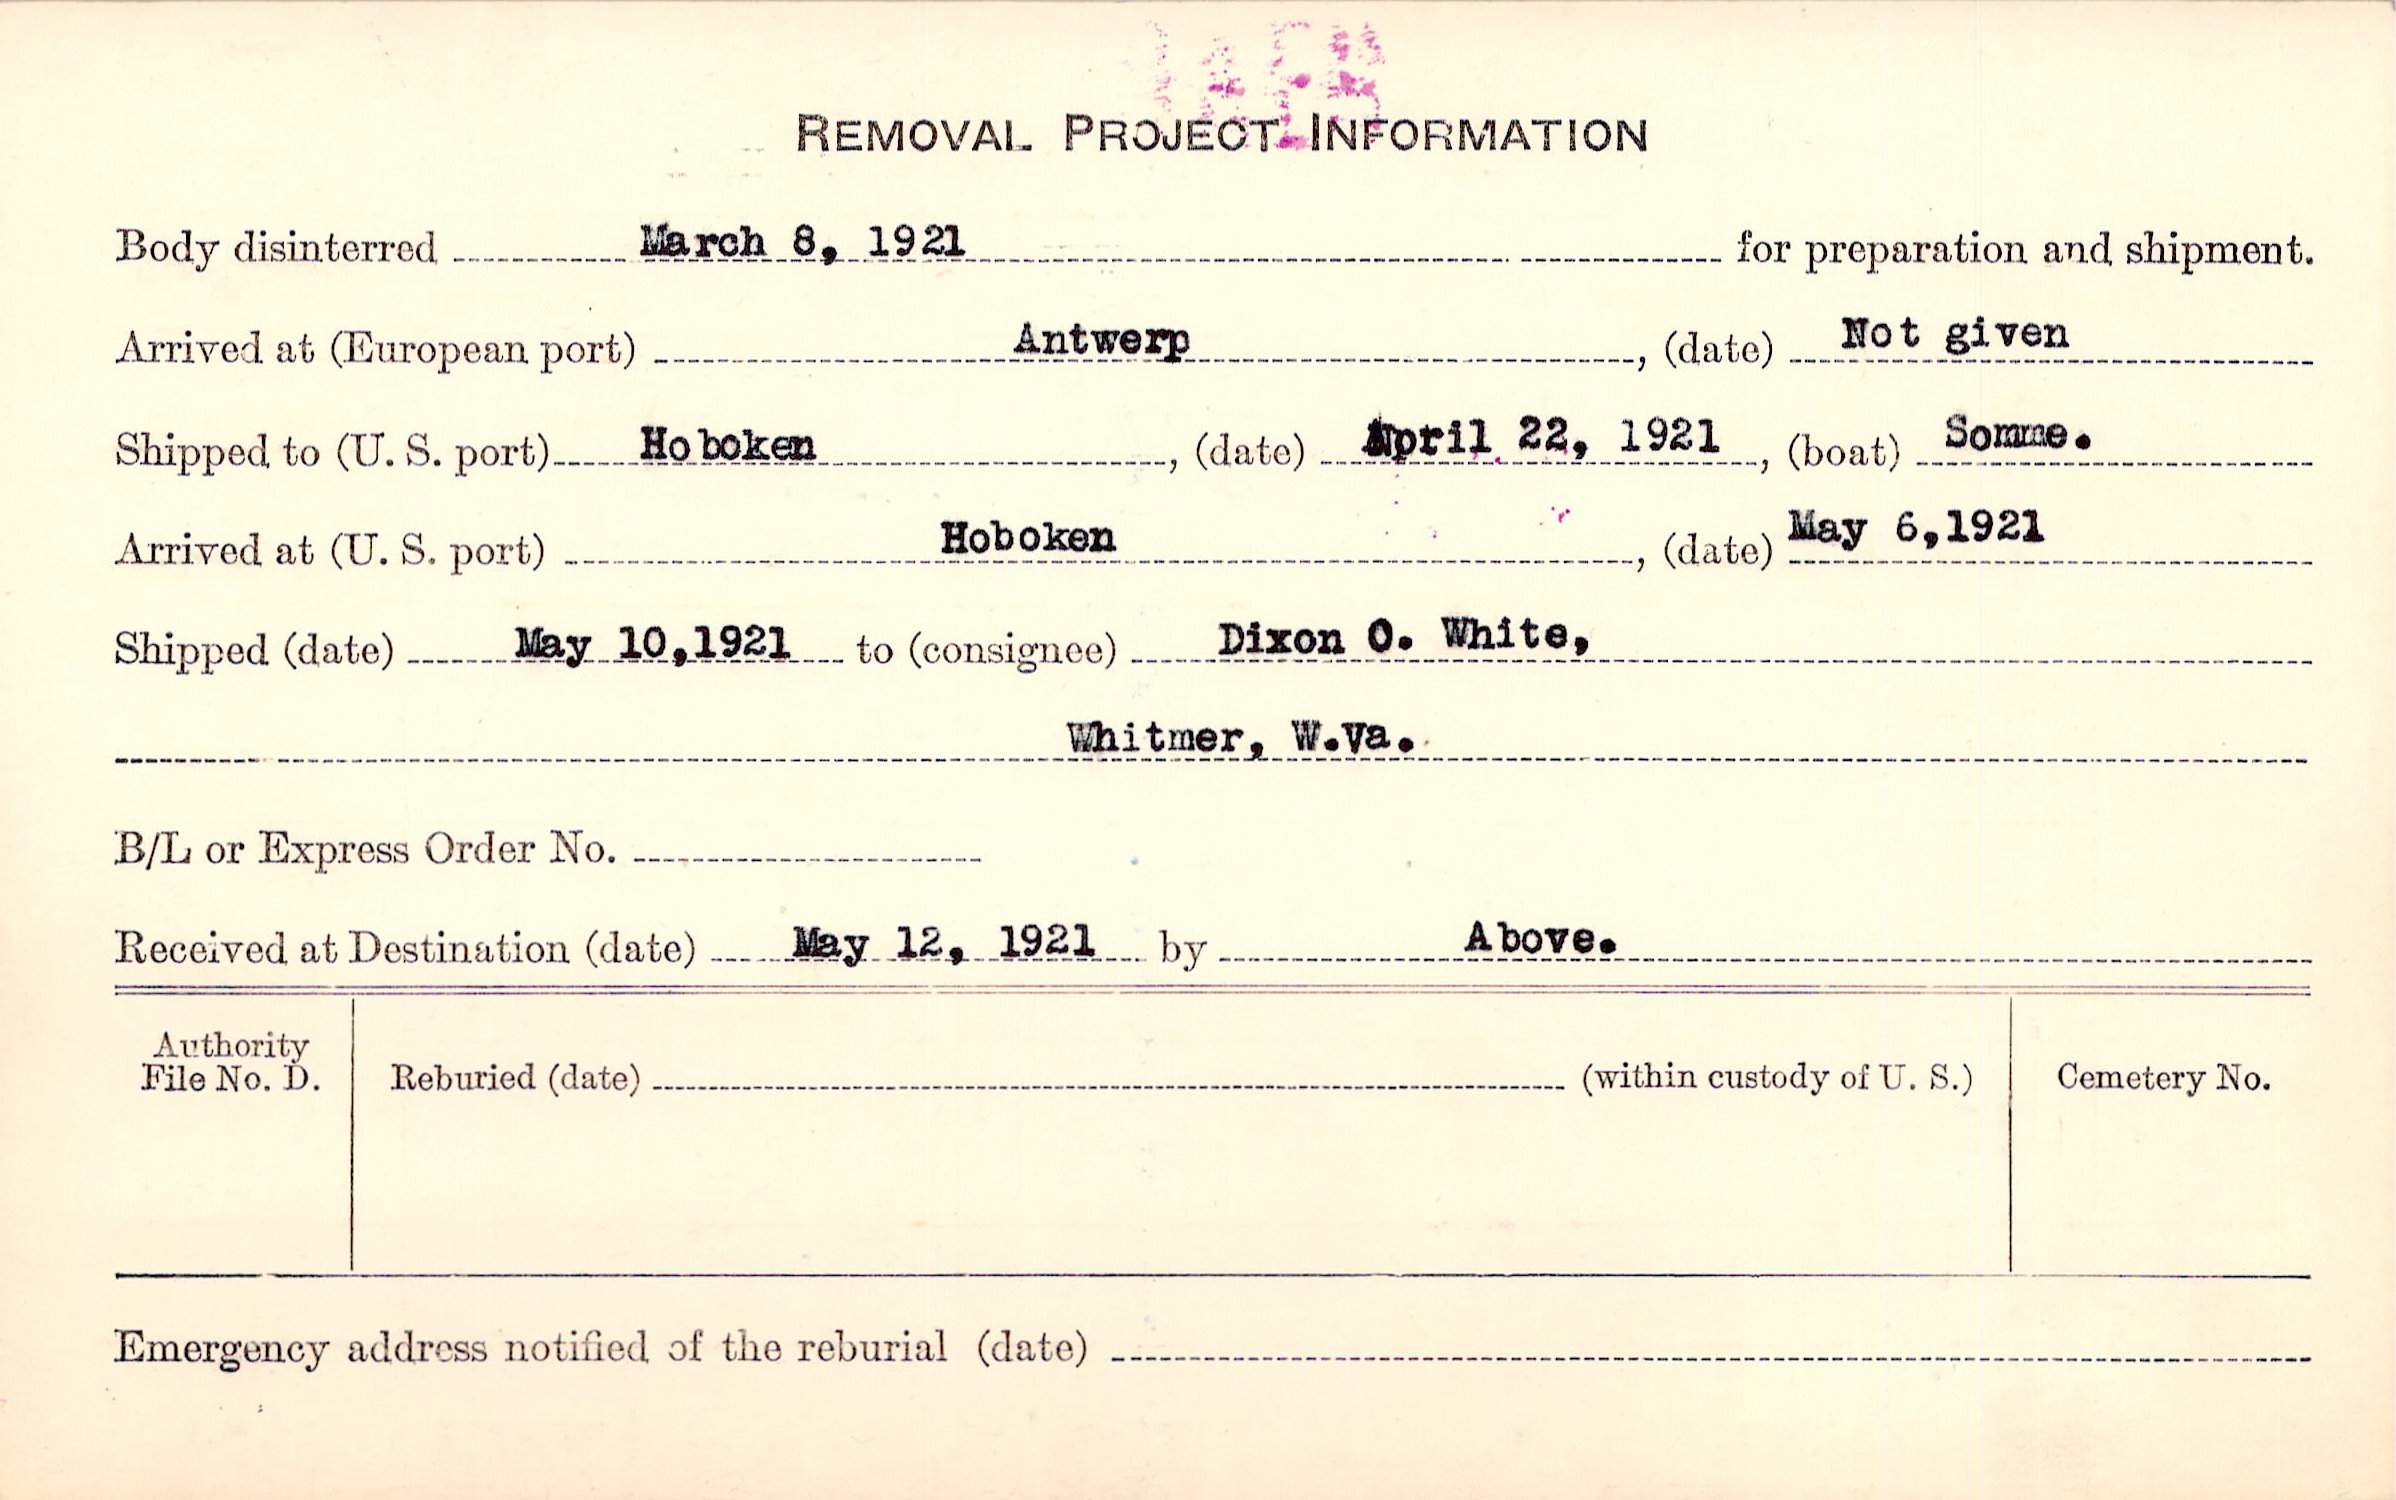 REMOVAL PROJECT INFORMATION
Body disinterred March 8, 1921 for preparation and shipment.
Arrived at (European port) Antwerp, (date) Not given
Shipped to (U. S. port) Hoboken, (date) April 22, 1921, (boat) Somme.
Arrived at (U. S. port) Hoboken, (date) May 6,1921
Shipped (date) May 10,1921 to (consignee) Dixon O. White,
Whitmer, W.Va.
B/L or Express Order No.
Received at Destination (date) May 12, 1921 by Above.
Authority
File No. D.
Reburied (date) (within custody of U. S.)
Cemetery No.
Emergency address notified of the reburial (date)